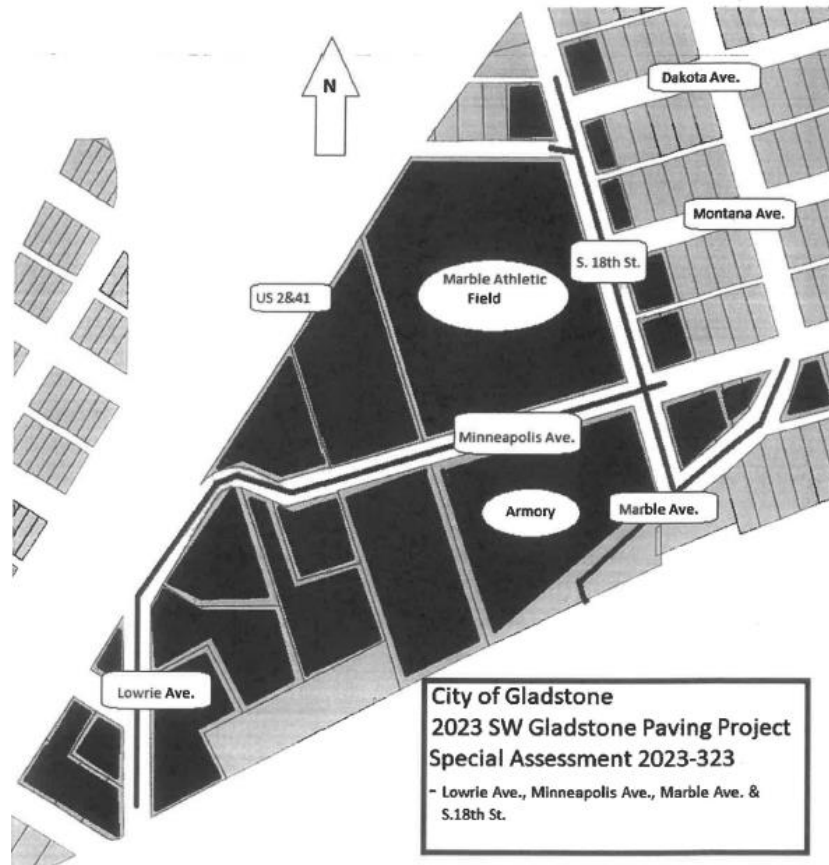 N
Dakota Ave.
Montana Ave.
S. 18th St.
Marble Athletic
Field
US 2&41
Minneapolis Ave.
Armory
Marble Ave.
Lowrie Ave.
City of Gladstone
2023 SW Gladstone Paving Project
Special Assessment 2023-323
- Lowrie Ave., Minneapolis Ave., Marble Ave. &
S.18th St.